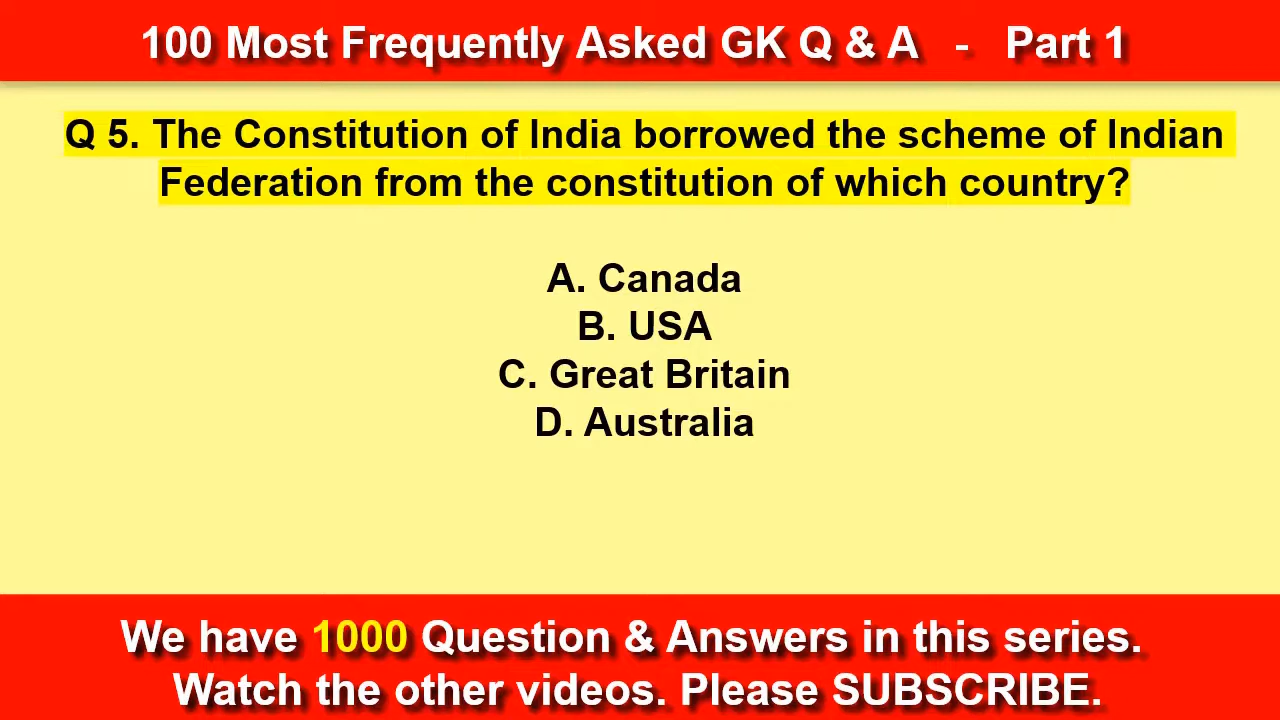 100 Most Frequently Asked GK Q & A - Part 1
Q 5. The Constitution of India borrowed the scheme of Indian
Federation from the constitution of which country?
A. Canada
B. USA
C. Great Britain
D. Australia
We have 1000 Question & Answers in this series.
Watch the other videos. Please SUBSCRIBE.